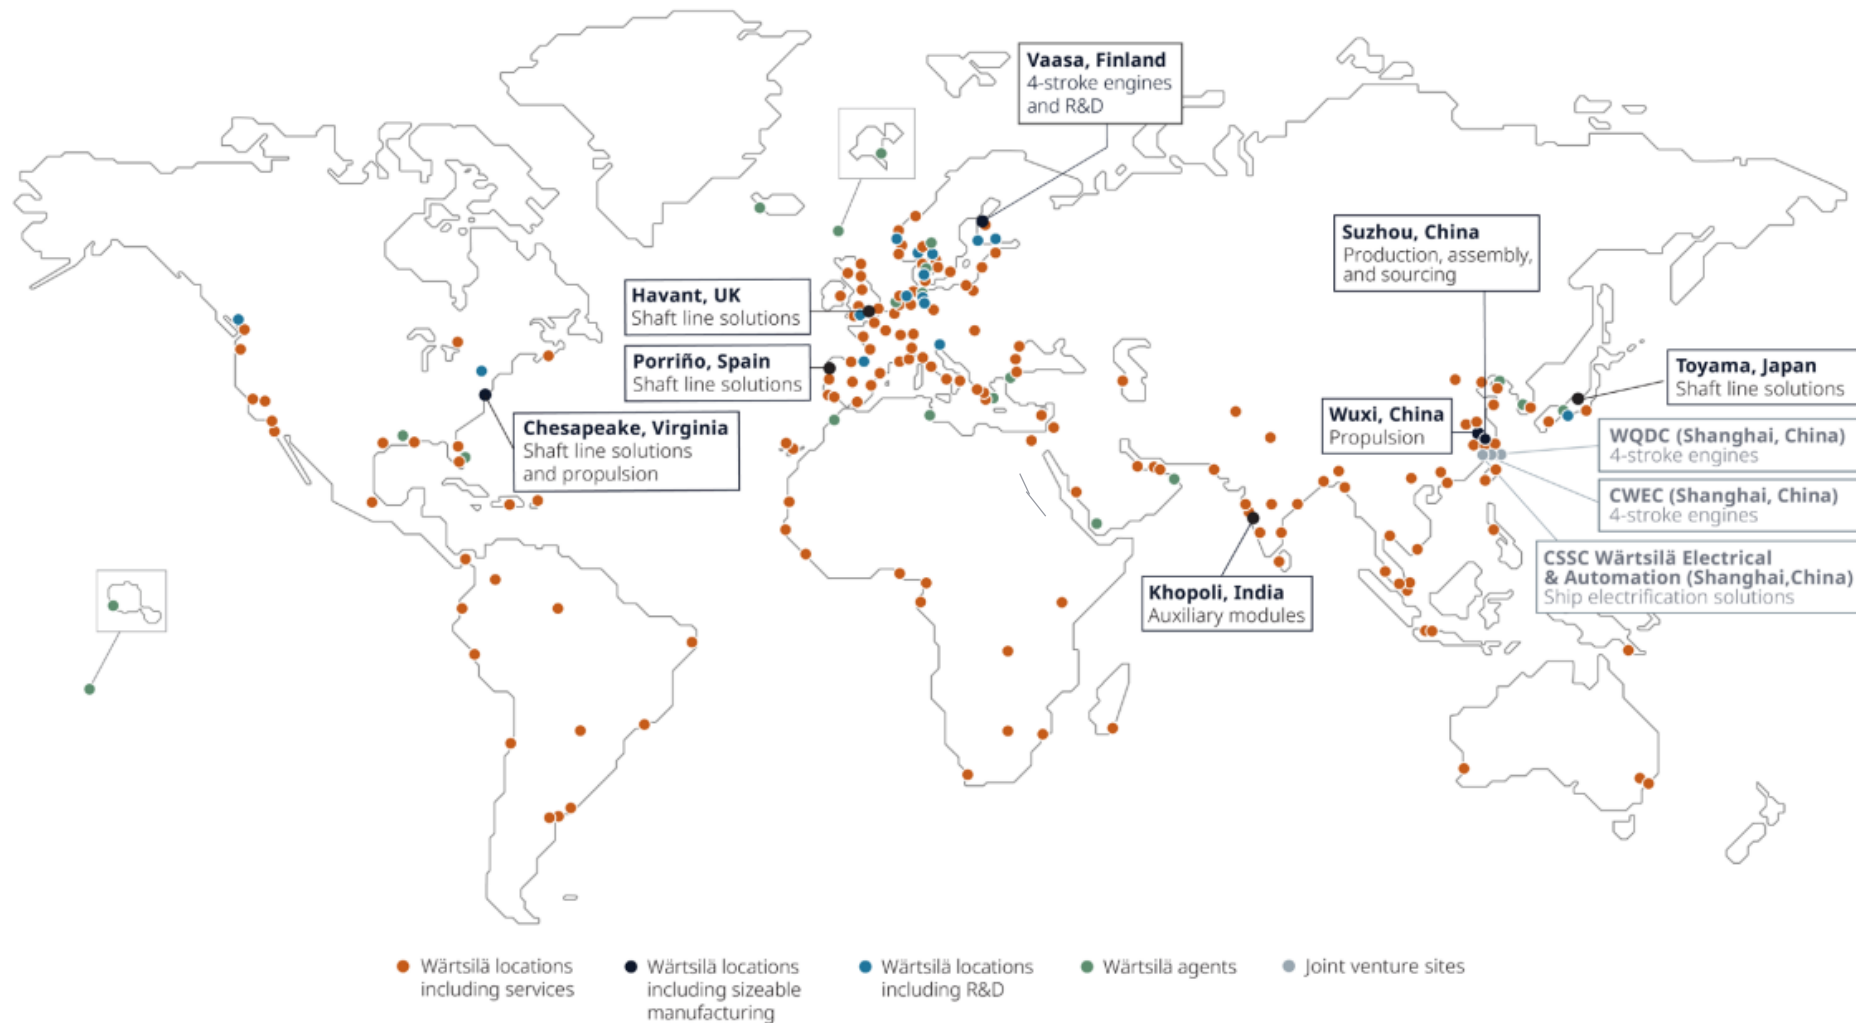 Vaasa, Finland
4-stroke engines
and R&D
Suzhou, China
Production, assembly,
and sourcing
Havant, UK
Shaft line solutions
Porriño, Spain
Shaft line solutions
Toyama, Japan
Shaft line solutions
Wuxi, China
Propulsion
Chesapeake, Virginia
Shaft line solutions
and propulsion
WQDC (Shanghai, China)
4-stroke engines
CWEC (Shanghai, China)
4-stroke engines
CSSC Wärtsilä Electrical
& Automation (Shanghai,China)
Ship electrification solutions
Khopoli, India
Auxiliary modules
Wärtsilä locations
including services
Wärtsilä locations
including sizeable
manufacturing
Wärtsilä locations
including R&D
Wärtsilä agents
Joint venture sites